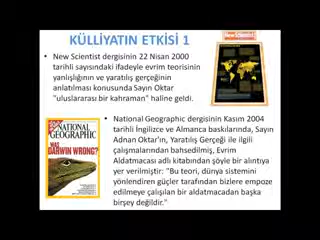 KÜLLİYATIN ETKİSİ 1
New Scientist dergisinin 22 Nisan 2000
tarihli sayısındaki ifadeyle evrim teorisinin
yanlışlığının ve yaratılış gerçeğinin
anlatılması konusunda Sayın Oktar
"uluslararası bir kahraman" haline geldi.
NewScientist
NATIONAL
GEOGRAPHIC
WAS
DARWIN WRONG?
National Geographic dergisinin Kasım 2004
tarihli İngilizce ve Almanca baskılarında, Sayın
Adnan Oktar'ın, Yaratılış Gerçeği ile ilgili
çalışmalarından bahsedilmiş, Evrim
Aldatmacası adlı kitabından şöyle bir alıntıya
yer verilmiştir: "Bu teori, dünya sistemini
yönlendiren güçler tarafından bizlere empoze
edilmeye çalışılan bir aldatmacadan başka
birşey değildir."